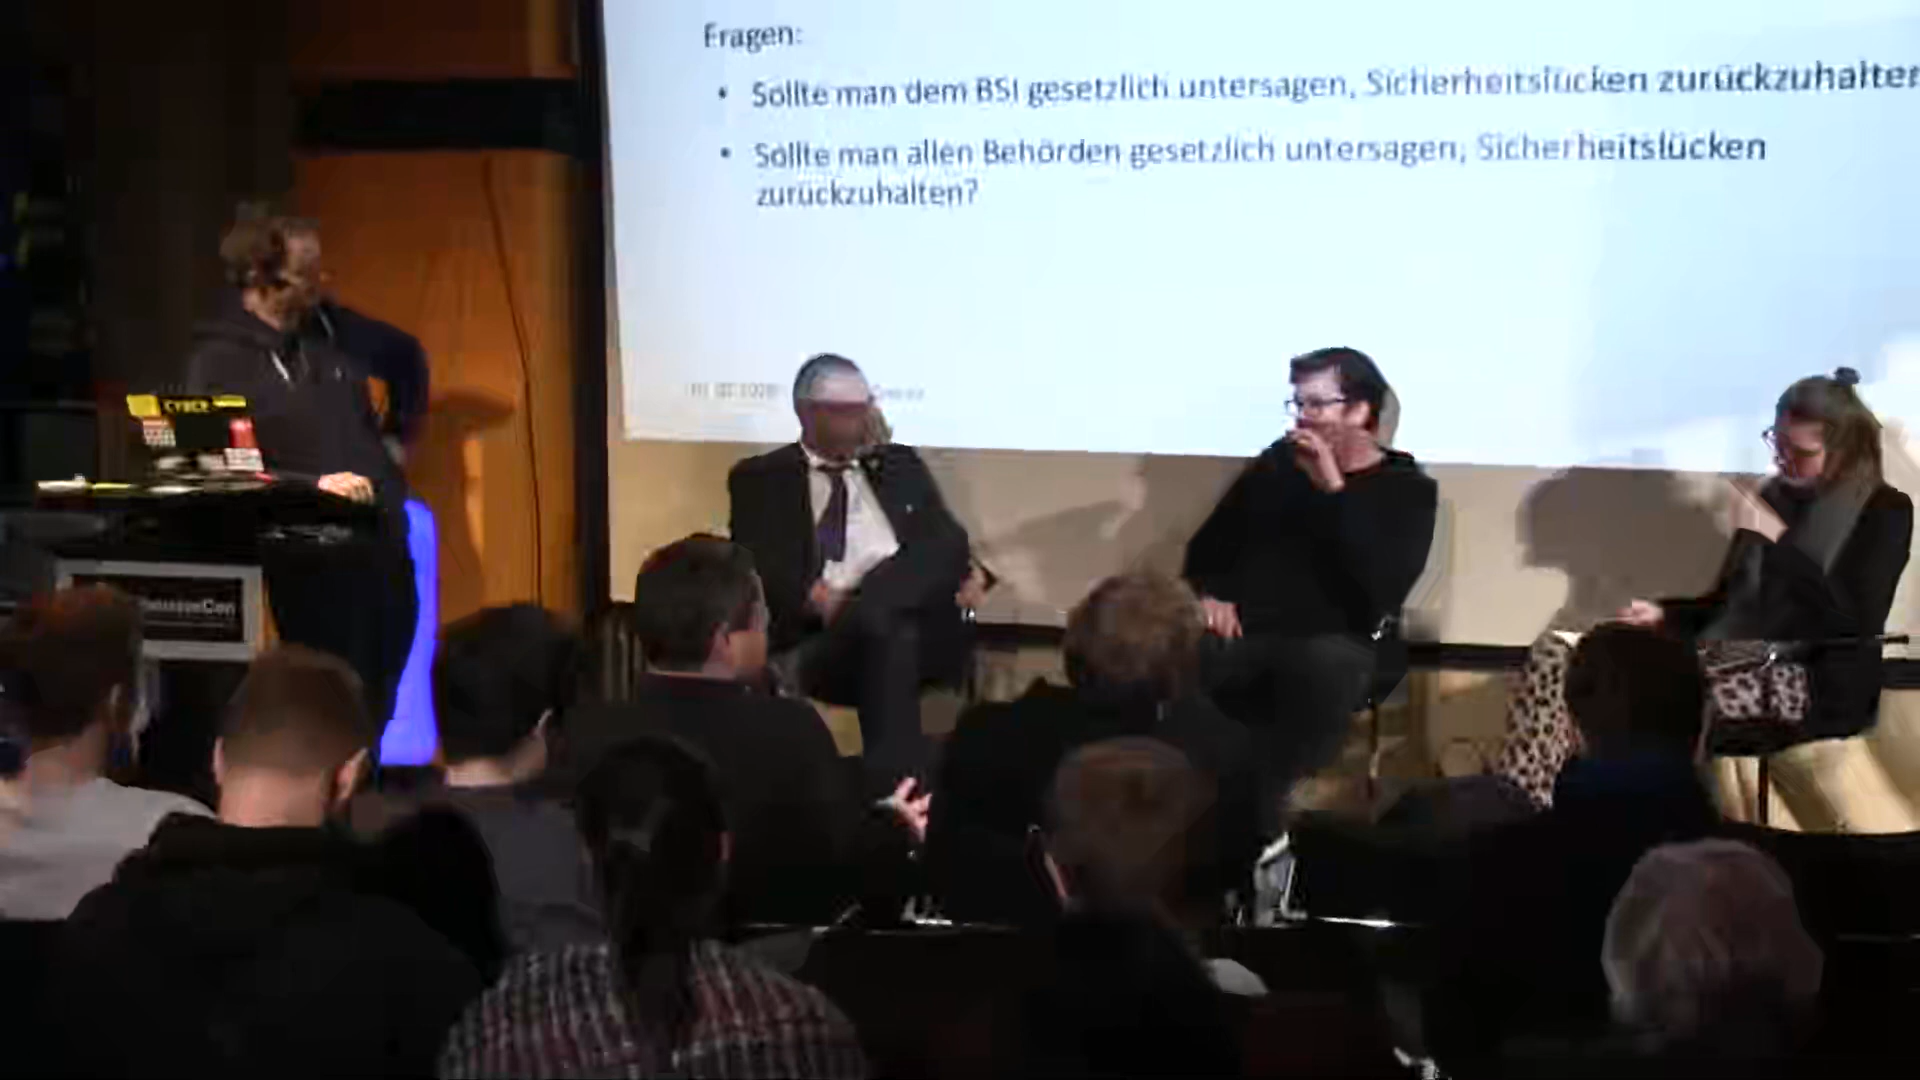 Fragen:
• Sollte man dem BSI gesetzlich untersagen, Sicherheitslücken zurückzuhalten
• Sollte man allen Behörden gesetzlich untersagen, Sicherheitslücken
zurückzuhalten?
CYBER